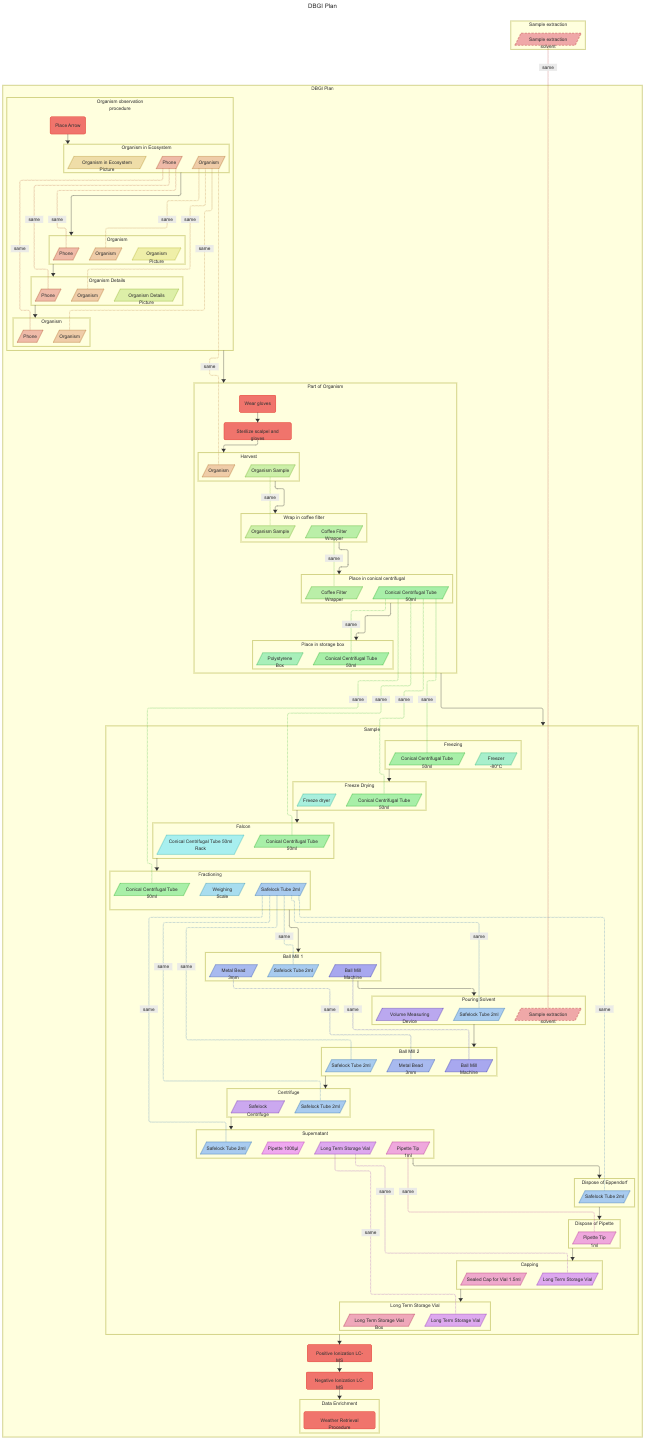 DBGI Plan
Sample extraction
Sample extraction
solvent
same
DBGI Plan
Organism observation
procedure
Place Arrow
Organism in Ecosystem
Organism in Ecosystem
Picture
Phone
Organism
same
same
same
same
same
Organism
Phone
Organism
Organism
Picture
Organism Details
Phone
Organism
Organism Details
Picture
Organism
Phone
Organism
same
Part of Organism
Wear gloves
Sterilize scalpel and
gloves
Harvest
Organism
Organism Sample
same
Wrap in coffee filter
Organism Sample
Coffee Filter
Wrapper
same
Place in conical centrifugal
Coffee Filter
Wrapper
Conical Centrifugal Tube
50ml
same
Place in storage box
Polystyrene
Box
Conical Centrifugal Tube
50ml
same
same
same
same
Sample
Freezing
Conical Centrifugal Tube
50ml
Freezer
-80°C
Freeze Drying
Freeze dryer
Conical Centrifugal Tube
50ml
Falcon
Conical Centrifugal Tube 50ml
Rack
Conical Centrifugal Tube
50ml
Fractioning
Conical Centrifugal Tube
50ml
Weighing
Scale
Safelock Tube 2ml
same
same
same
same
Ball Mill 1
Metal Bead
3mm
Safelock Tube 2ml
Ball Mill
Machine
same
same
same
same
Pouring Solvent
Volume Measuring
Device
Safelock Tube 2ml
Sample extraction
solvent
Ball Mill 2
Safelock Tube 2ml
Metal Bead
3mm
Ball Mill
Machine
Centrifuge
Safelock
Centrifuge
Safelock Tube 2ml
Supernatant
Safelock Tube 2ml
Pipette 1000µl
Long Term Storage Vial
Pipette Tip
1ml
same
same
same
Dispose of Eppendorf
Safelock Tube 2ml
Dispose of Pipette
Pipette Tip
1ml
Capping
Sealed Cap for Vial 1.5ml
Long Term Storage Vial
Long Term Storage Vial
Long Term Storage Vial
Box
Long Term Storage Vial
Positive Ionization LC-
MS
Negative Ionization LC-
MS
Data Enrichment
Weather Retrieval
Procedure